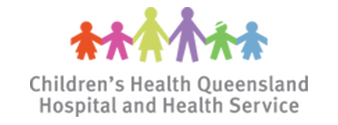 Children's Health Queensland
Hospital and Health Service